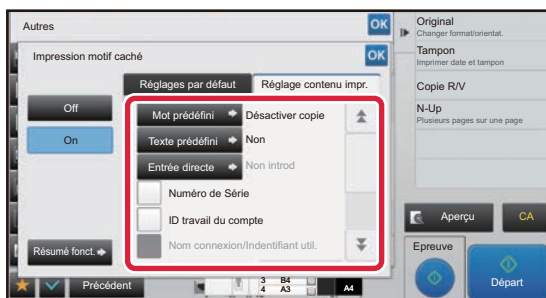 Autres
OK
Impression motif caché
OK
Réglages par défaut
Réglage contenu impr.
Off
On
Mot prédéfini
Désactiver copie
Texte prédéfini
Non
Entrée directe
Non introd
Numéro de Série
ID travail du compte
Nom connexion/Indentifiant util.
Résumé fonct.
Précédent
3 B4
4 A3
A4
Original
Changer format/orientat.
Tampon
Imprimer date et tampon
Copie R/V
N-Up
Plusieurs pages sur une page
Aperçu
CA
Epreuve
Départ